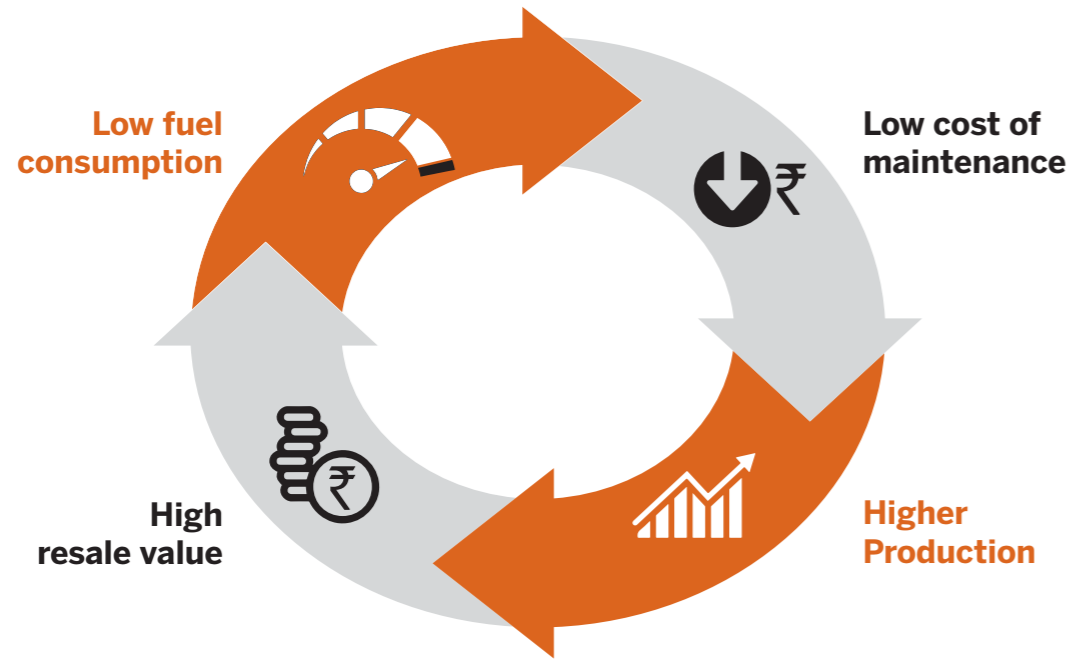 Low fuel
consumption
Low cost of
maintenance
₹
₹
High
resale value
Higher
Production